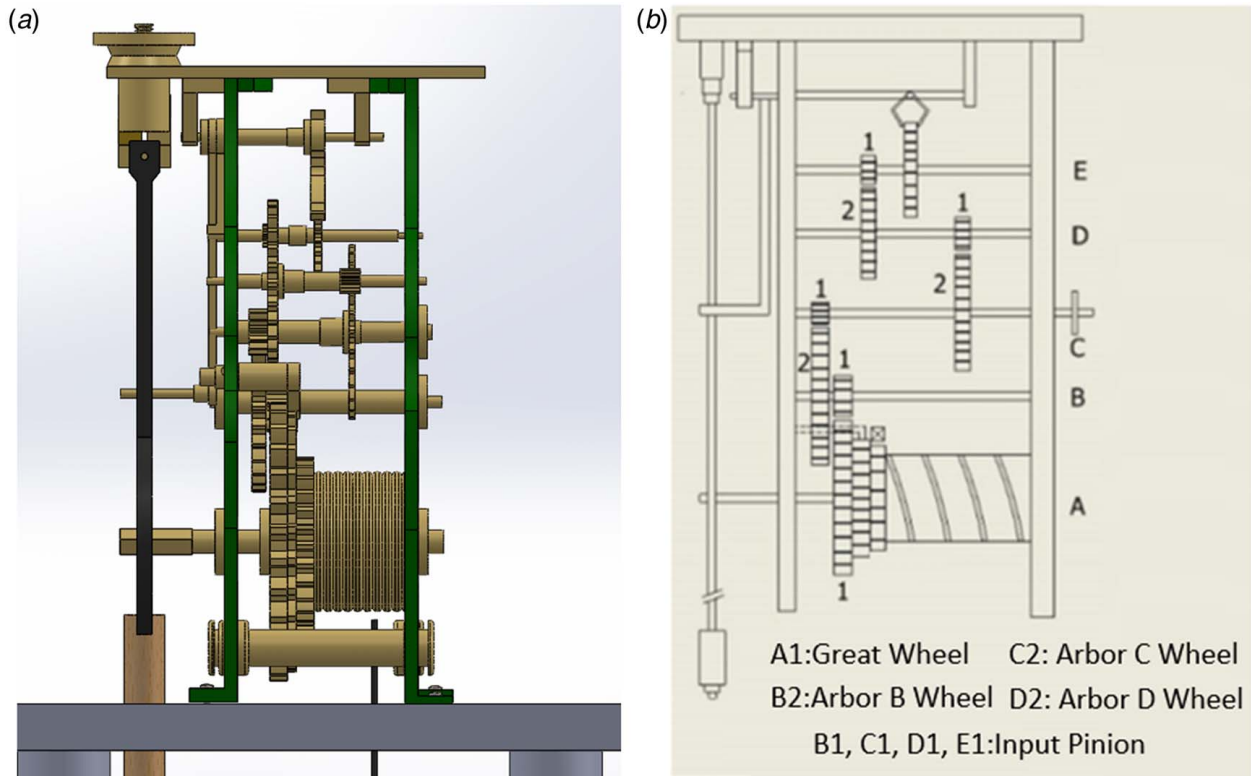 (a)
(b)
1
E
1
2
D
1
2
C
1
2
1
B
A
1
A1:Great Wheel C2: Arbor C Wheel
B2:Arbor B Wheel D2: Arbor D Wheel
B1, C1, D1, E1:Input Pinion